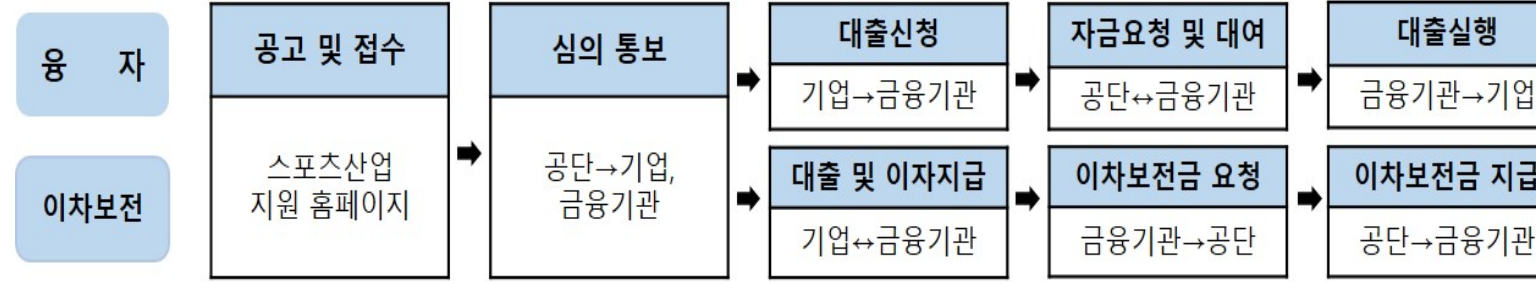 융 자
이차보전
공고 및 접수
스포츠산업
지원 홈페이지
심의 통보
공단→기업,
금융기관
대출신청
기업→금융기관
자금요청 및 대여
공단↔금융기관
대출실행
금융기관→기업
대출 및 이자지급
기업↔금융기관
이차보전금 요청
금융기관→공단
이차보전금 지급
공단→금융기관